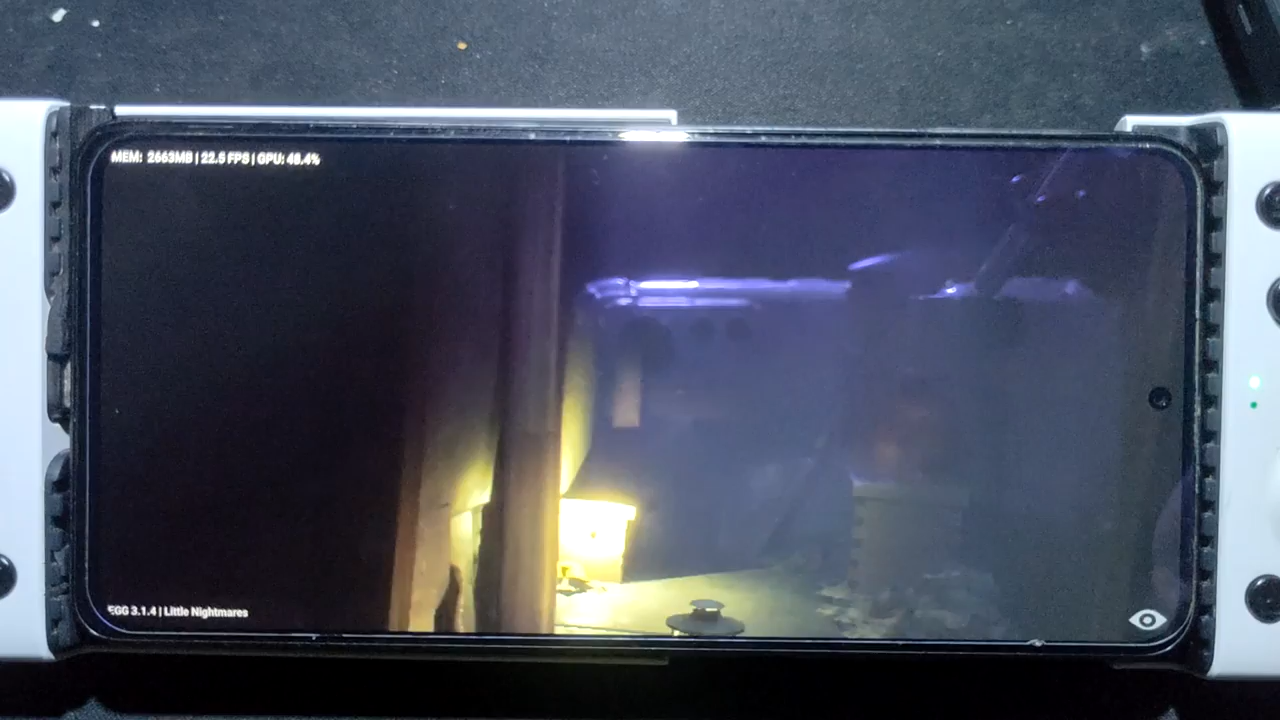 MEM: 2663MB | 22.5 FPS | GPU: 48.4%
EGG 3.1.4 | Little Nightmares